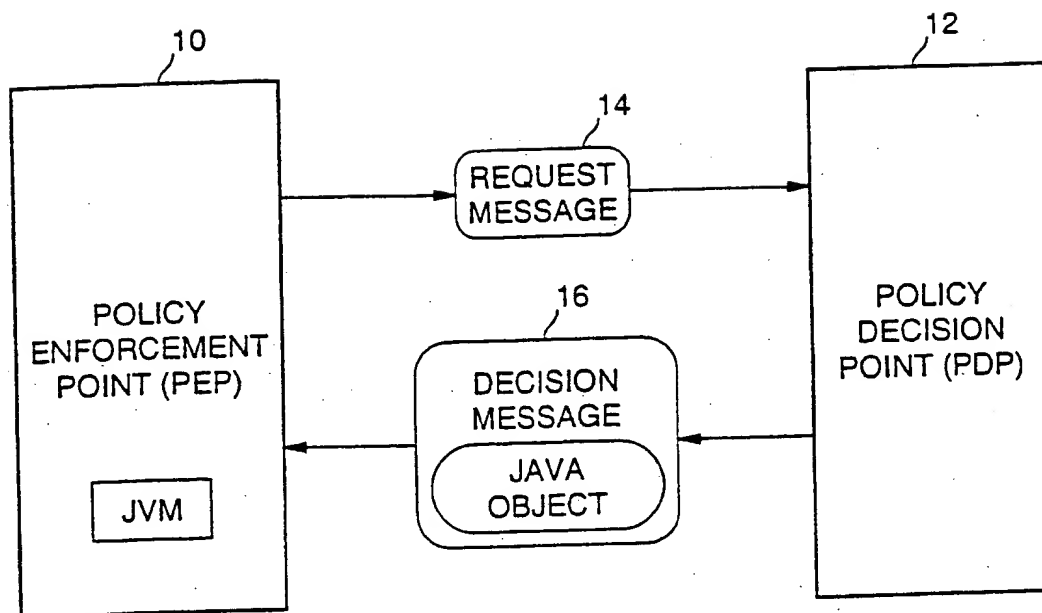 10
12
14
REQUEST
MESSAGE
16
POLICY
ENFORCEMENT
POINT (PEP)
DECISION
MESSAGE
JAVA
OBJECT
POLICY
DECISION
POINT (PDP)
JVM